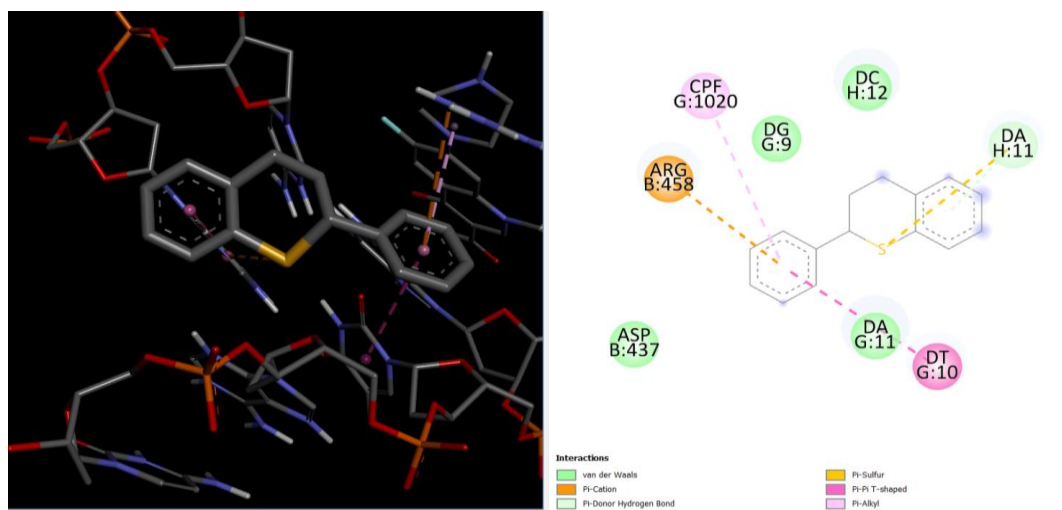 DC
H:12
CPF
G:1020
DG
G:9
DA
H:11
ARG
B:458
S
ASP
B:437
DA
G:11
DT
G:10
Interactions
van der Waals
Pi-Cation
Pi-Donor Hydrogen Bond
Pi-Sulfur
Pi-Pi T-shaped
Pi-Alkyl